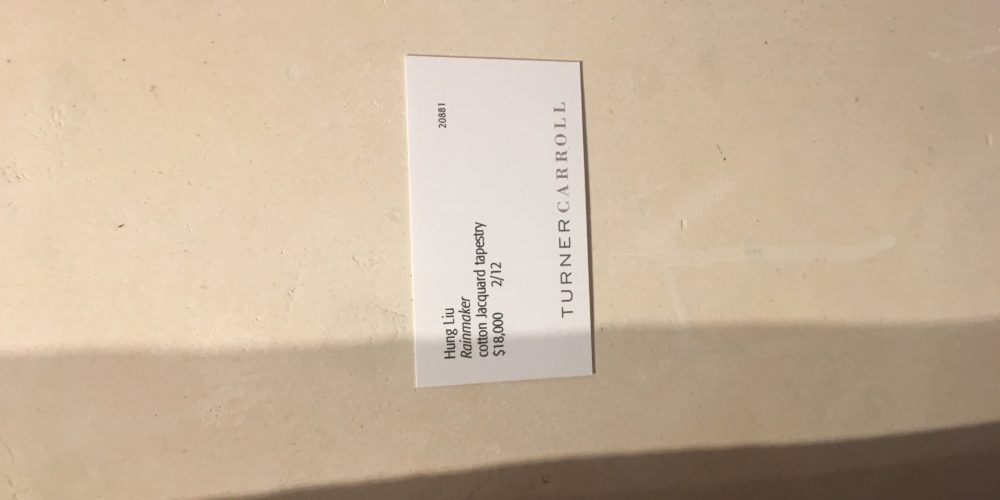 20881
Hung Liu
Rainmaker
cotton Jacquard tapestry
$18,000 2/12
TURNER CARROLL